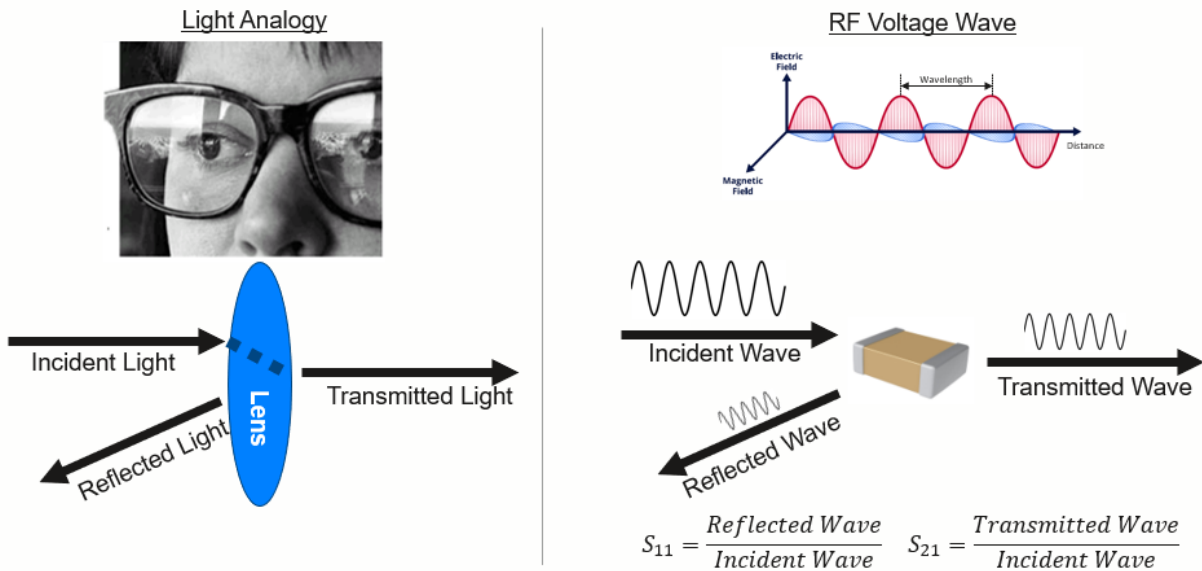 Light Analogy
Incident Light
Lens
Transmitted Light
Reflected Light
RF Voltage Wave
Electric
Field
Wavelength
Distance
Magnetic
Field
Incident Wave
Transmitted Wave
Reflected Wave
S₁₁ = Reflected Wave / Incident Wave
S₂₁ = Transmitted Wave / Incident Wave